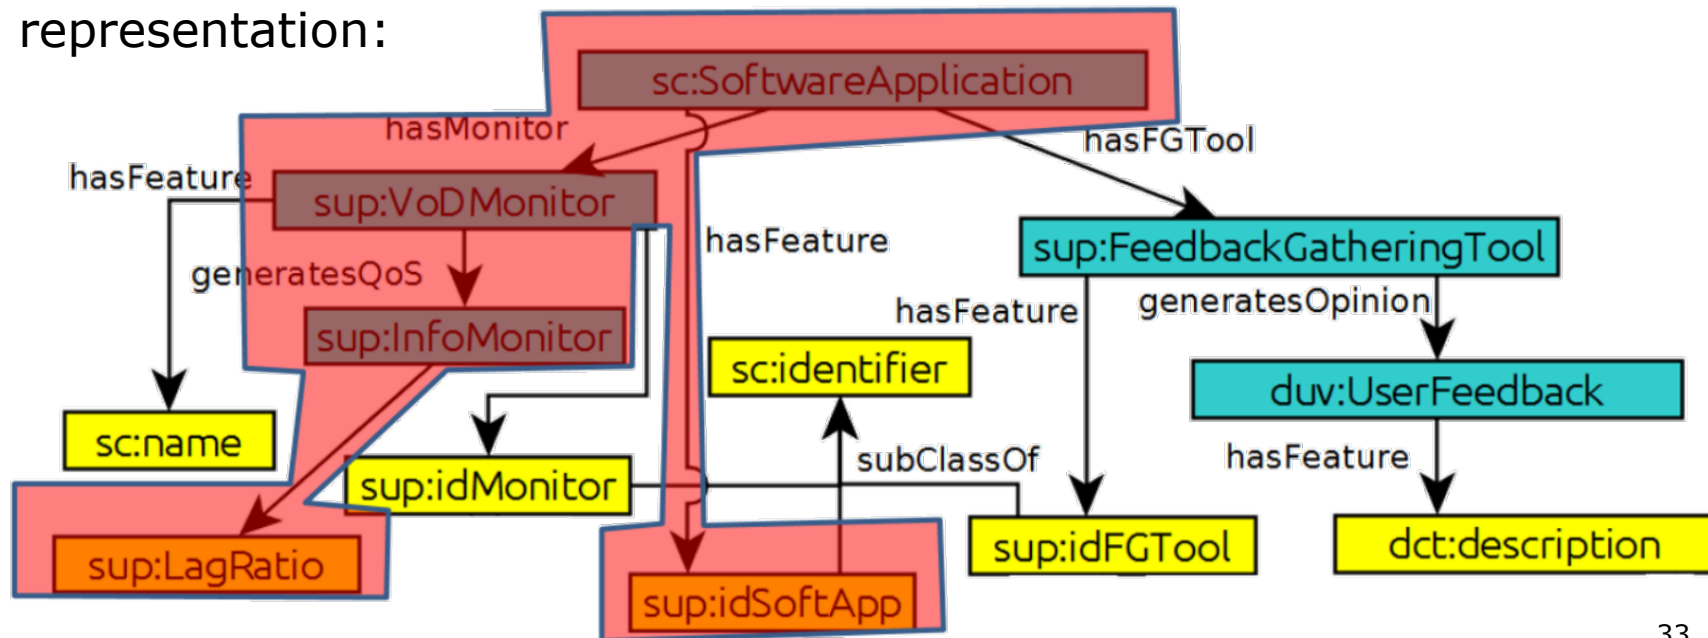 representation:
sc:SoftwareApplication
hasMonitor
hasFGTool
hasFeature
sup:VoDMonitor
hasFeature
sup:FeedbackGatheringTool
generatesQoS
hasFeature
generatesOpinion
sup:InfoMonitor
sc:identifier
duv:UserFeedback
sc:name
subClassOf
hasFeature
sup:idMonitor
sup:LagRatio
sup:idFGTool
dct:description
sup:idSoftApp
33